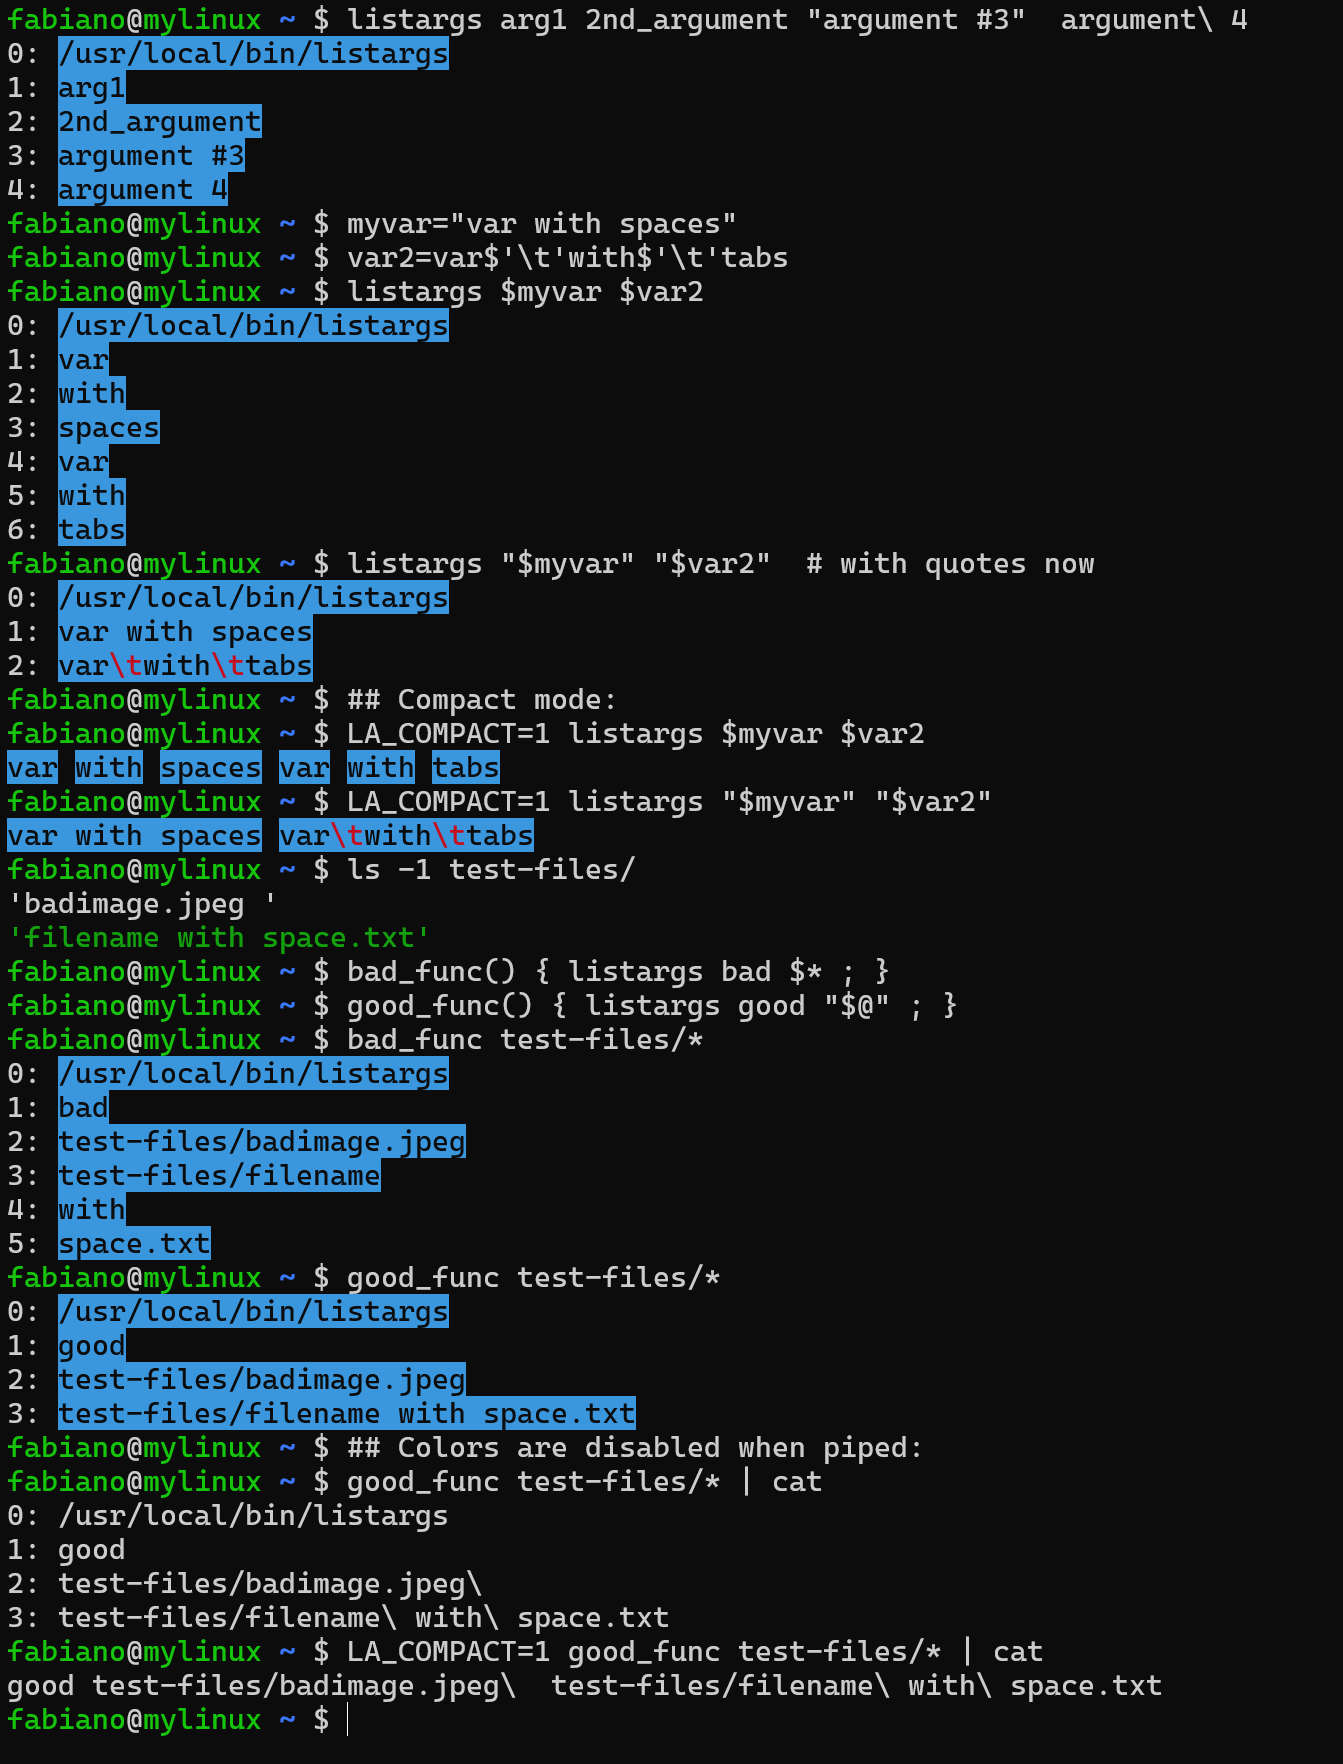 fabiano@mylinux ~ $ listargs arg1 2nd_argument "argument #3"  argument\ 4
0: /usr/local/bin/listargs
1: arg1
2: 2nd_argument
3: argument #3
4: argument 4
fabiano@mylinux ~ $ myvar="var with spaces"
fabiano@mylinux ~ $ var2=var$'\t'with$'\t'tabs
fabiano@mylinux ~ $ listargs $myvar $var2
0: /usr/local/bin/listargs
1: var
2: with
3: spaces
4: var
5: with
6: tabs
fabiano@mylinux ~ $ listargs "$myvar" "$var2"  # with quotes now
0: /usr/local/bin/listargs
1: var with spaces
2: var\twith\ttabs
fabiano@mylinux ~ $ ## Compact mode:
fabiano@mylinux ~ $ LA_COMPACT=1 listargs $myvar $var2
var with spaces var with tabs
fabiano@mylinux ~ $ LA_COMPACT=1 listargs "$myvar" "$var2"
var with spaces var\twith\ttabs
fabiano@mylinux ~ $ ls -1 test-files/
'badimage.jpeg '
'filename with space.txt'
fabiano@mylinux ~ $ bad_func() { listargs bad $* ; }
fabiano@mylinux ~ $ good_func() { listargs good "$@" ; }
fabiano@mylinux ~ $ bad_func test-files/*
0: /usr/local/bin/listargs
1: bad
2: test-files/badimage.jpeg
3: test-files/filename
4: with
5: space.txt
fabiano@mylinux ~ $ good_func test-files/*
0: /usr/local/bin/listargs
1: good
2: test-files/badimage.jpeg
3: test-files/filename with space.txt
fabiano@mylinux ~ $ ## Colors are disabled when piped:
fabiano@mylinux ~ $ good_func test-files/* | cat
0: /usr/local/bin/listargs
1: good
2: test-files/badimage.jpeg\
3: test-files/filename\ with\ space.txt
fabiano@mylinux ~ $ LA_COMPACT=1 good_func test-files/* | cat
good test-files/badimage.jpeg\  test-files/filename\ with\ space.txt
fabiano@mylinux ~ $